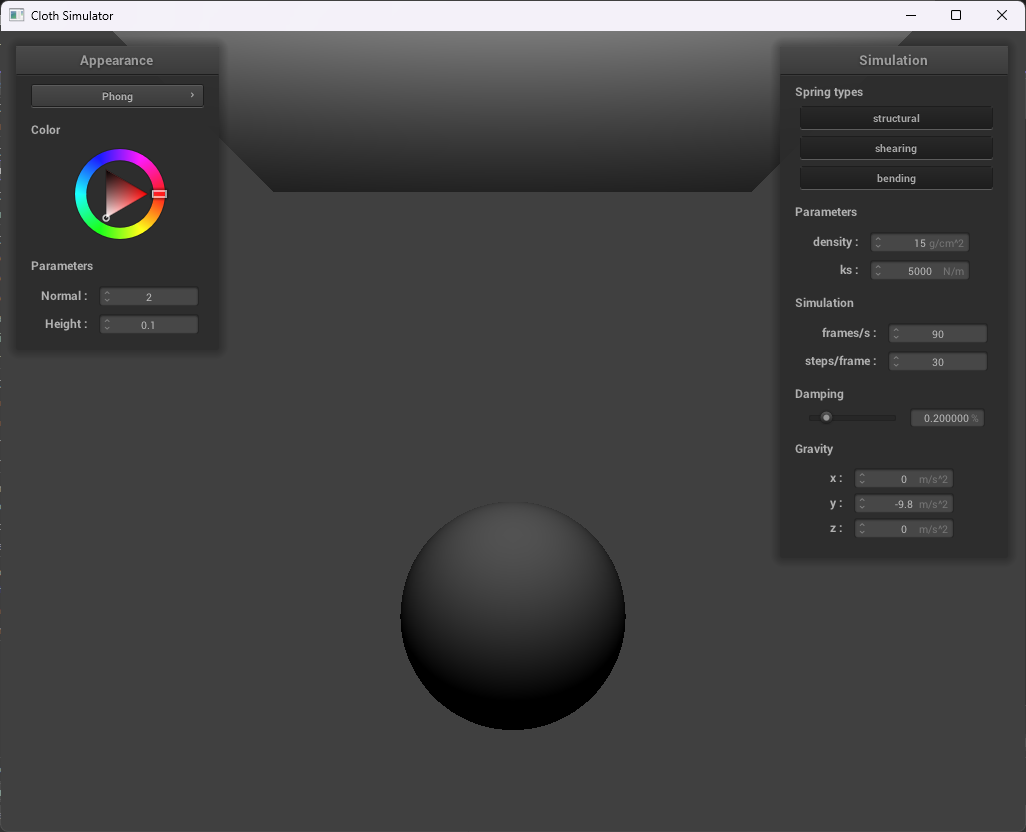 Cloth Simulator
Appearance
Phong
Color
Parameters
Normal : 2
Height : 0.1
Simulation
Spring types
structural
shearing
bending
Parameters
density : 15 g/cm^2
ks : 5000 N/m
Simulation
frames/s : 90
steps/frame : 30
Damping
0.200000 %
Gravity
x : 0 m/s^2
y : -9.8 m/s^2
z : 0 m/s^2